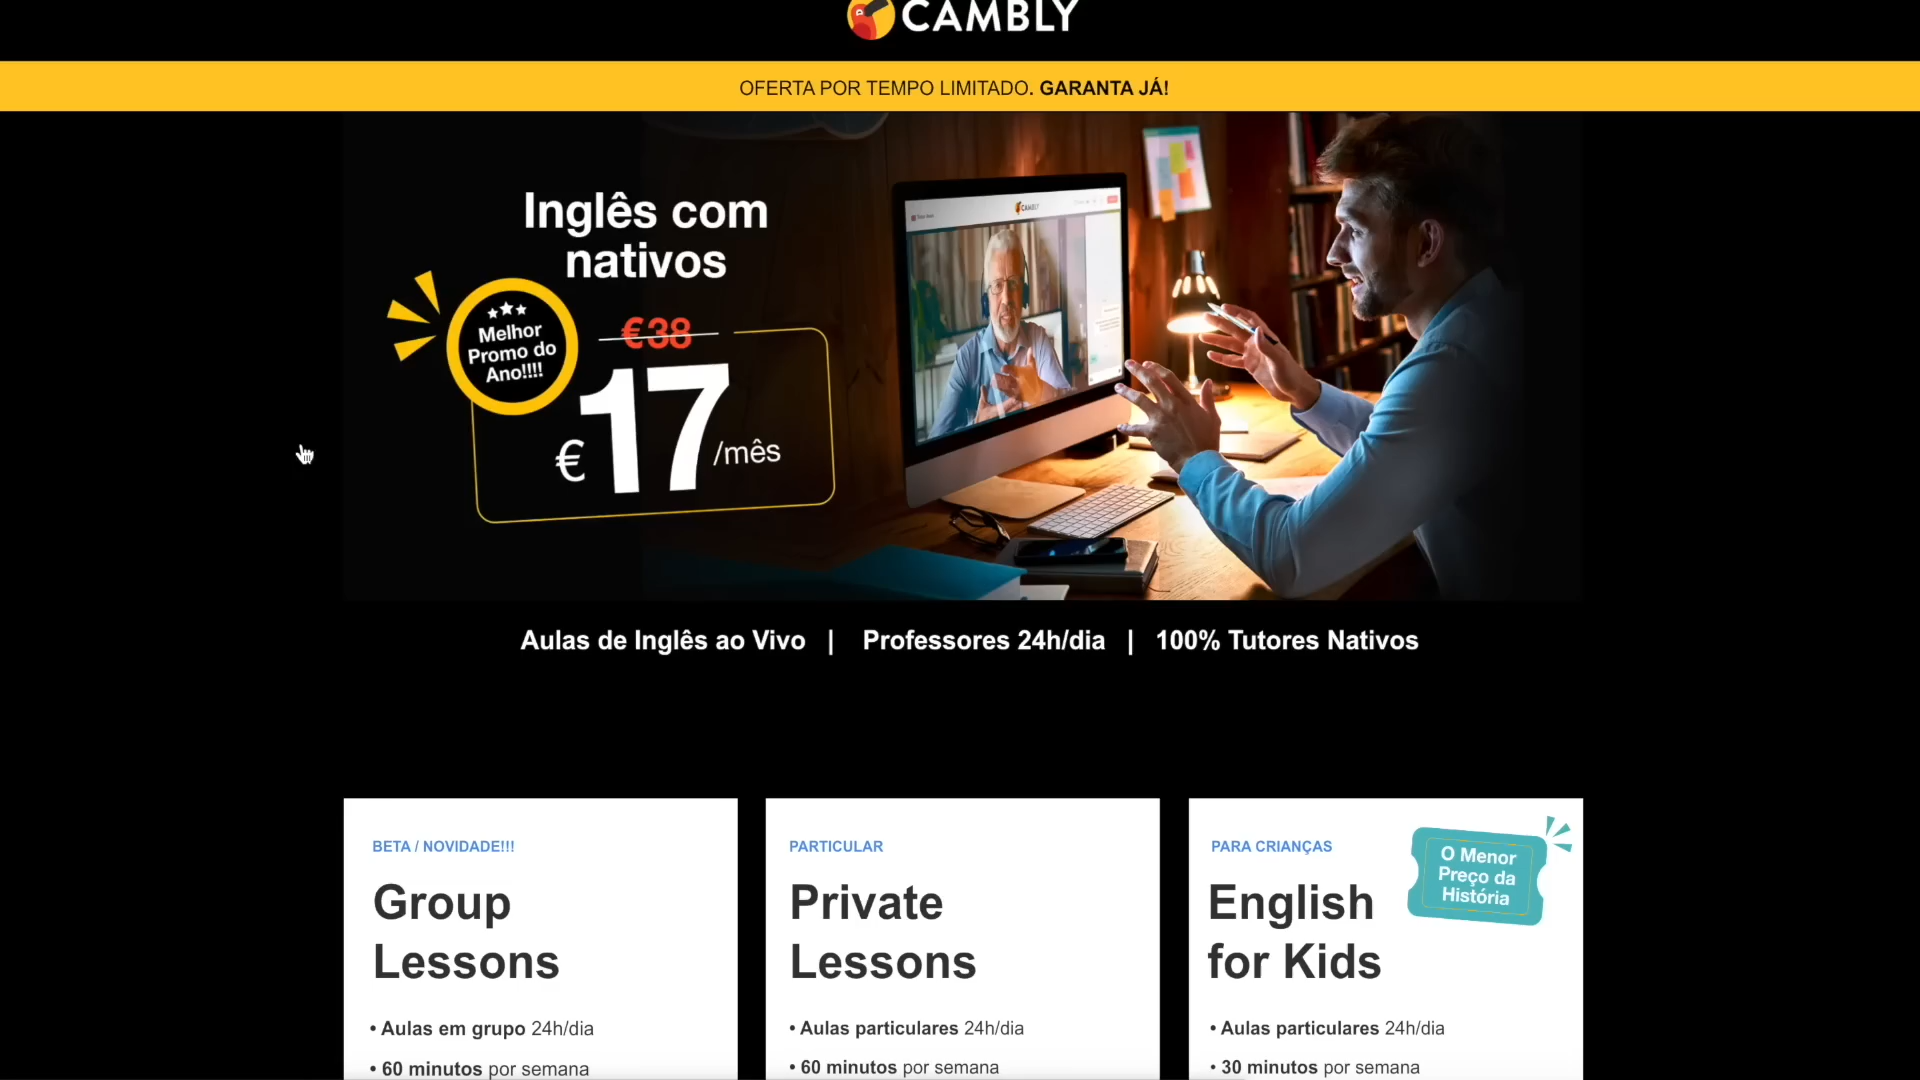 CAMBLY
OFERTA POR TEMPO LIMITADO. GARANTA JÁ!
Inglês com
nativos
Melhor
Promo do
Ano!!!!
€38
€17/mês
CAMBLY
Aulas de Inglês ao Vivo | Professores 24h/dia | 100% Tutores Nativos
BETA / NOVIDADE!!!
Group
Lessons
• Aulas em grupo 24h/dia
• 60 minutos por semana
PARTICULAR
Private
Lessons
• Aulas particulares 24h/dia
• 60 minutos por semana
PARA CRIANÇAS
O Menor
Preço da
História
English
for Kids
• Aulas particulares 24h/dia
• 30 minutos por semana